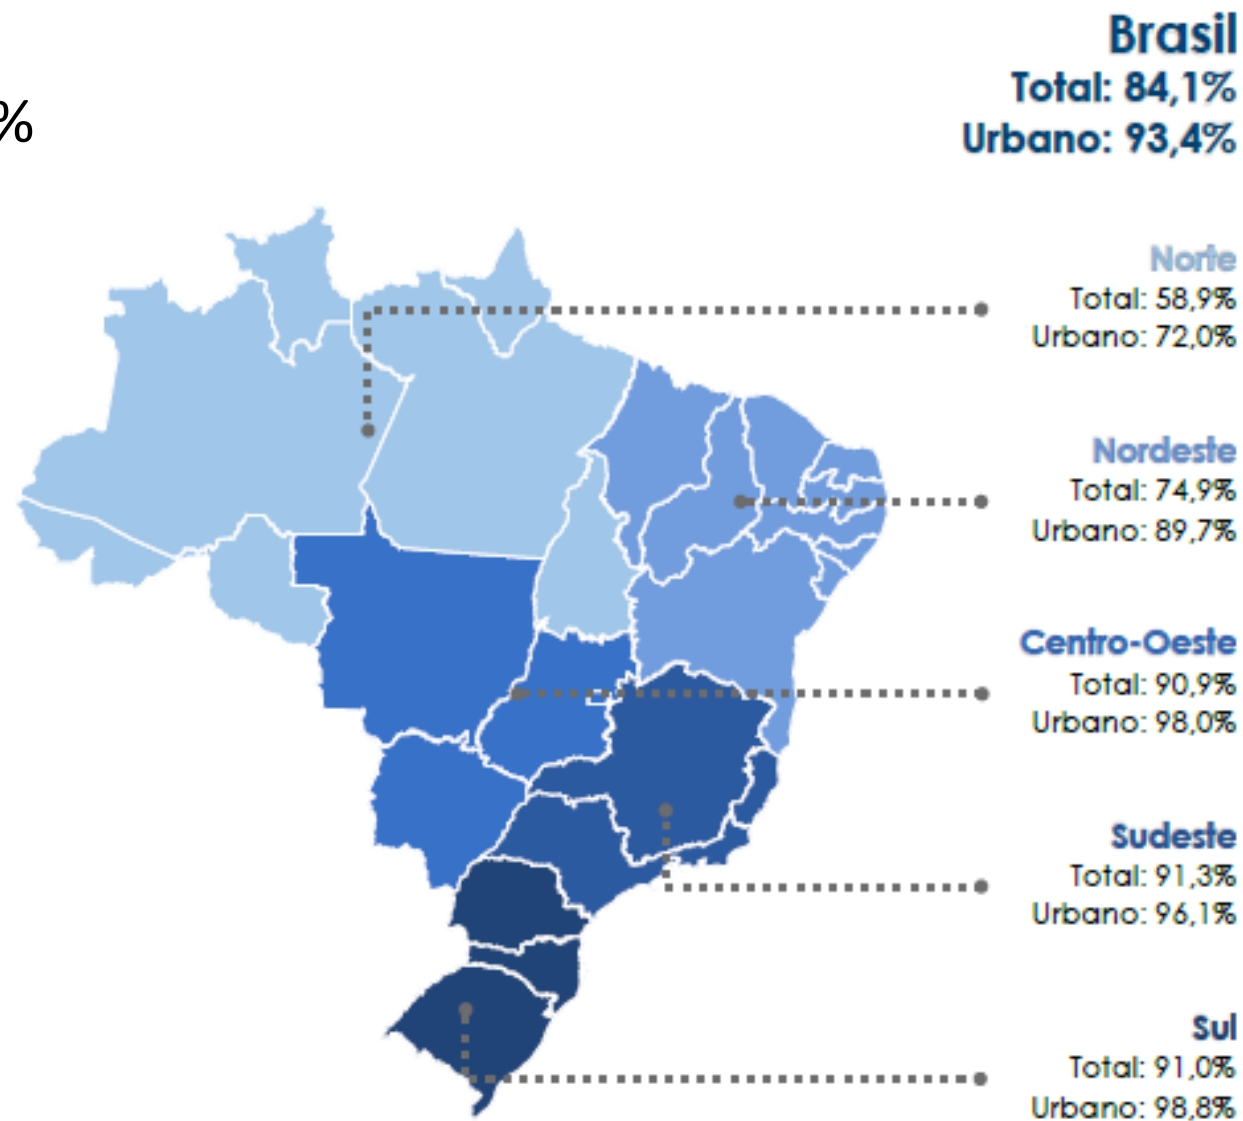 Brasil
Total: 84,1%
%
Urbano: 93,4%
Norte
Total: 58,9%
Urbano: 72,0%
Nordeste
Total: 74,9%
Urbano: 89,7%
Centro-Oeste
Total: 90,9%
Urbano: 98,0%
Sudeste
Total: 91,3%
Urbano: 96,1%
Sul
Total: 91,0%
Urbano: 98,8%